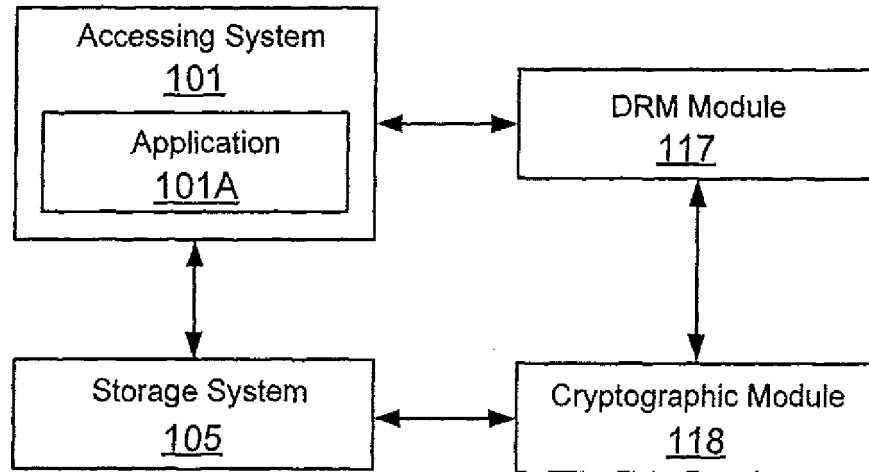 Accessing System
101
Application
101A
DRM Module
117
Storage System
105
Cryptographic Module
118